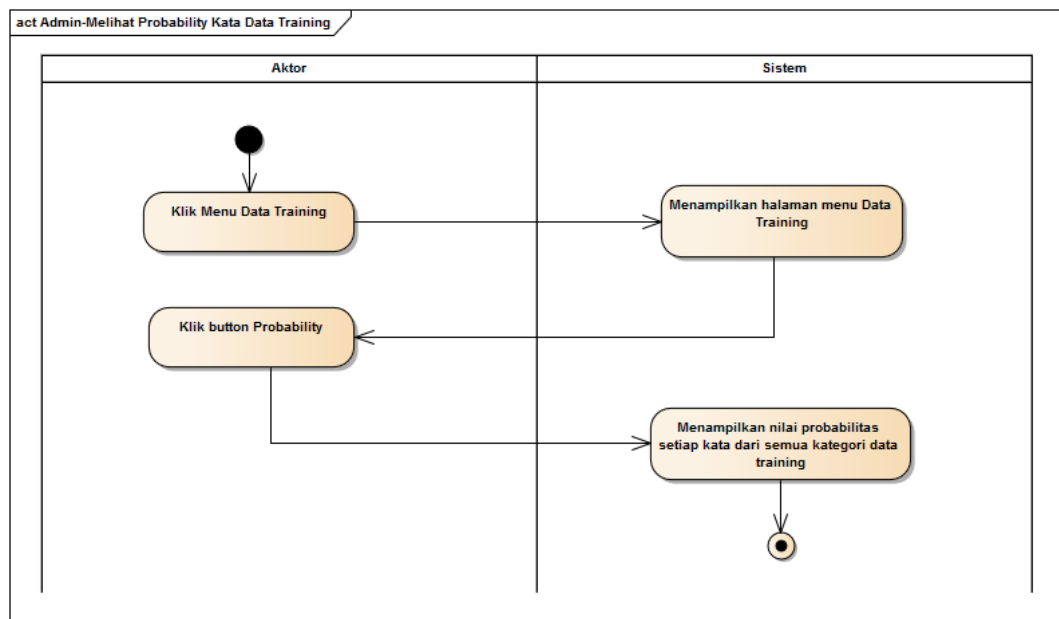 act Admin-Melihat Probability Kata Data Training
Aktor
Sistem
Klik Menu Data Training
Menampilkan halaman menu Data
Training
Klik button Probability
Menampilkan nilai probabilitas
setiap kata dari semua kategori data
training